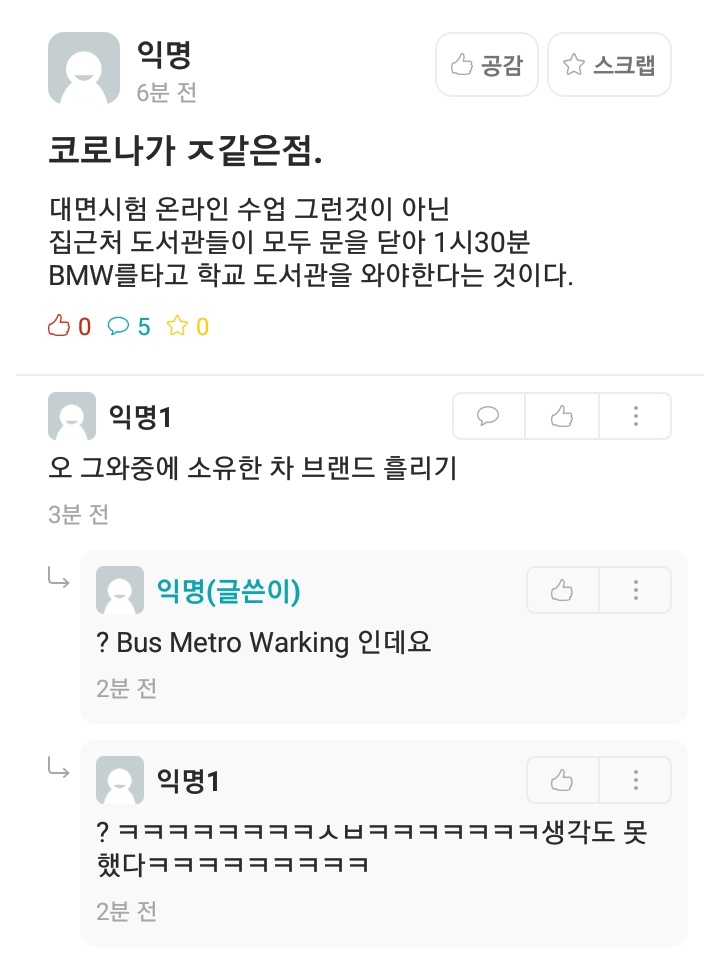 익명
6분 전
공감
스크랩
코로나가 ㅈ같은점.
대면시험 온라인 수업 그런것이 아닌
집근처 도서관들이 모두 문을 닫아 1시30분
BMW를타고 학교 도서관을 와야한다는 것이다.
0 5 0
익명1
오 그와중에 소유한 차 브랜드 흘리기
3분 전
익명(글쓴이)
? Bus Metro Warking 인데요
2분 전
익명1
? ㅋㅋㅋㅋㅋㅋㅋㅋㅅㅂㅋㅋㅋㅋㅋㅋㅋ생각도 못
했다ㅋㅋㅋㅋㅋㅋㅋㅋㅋ
2분 전